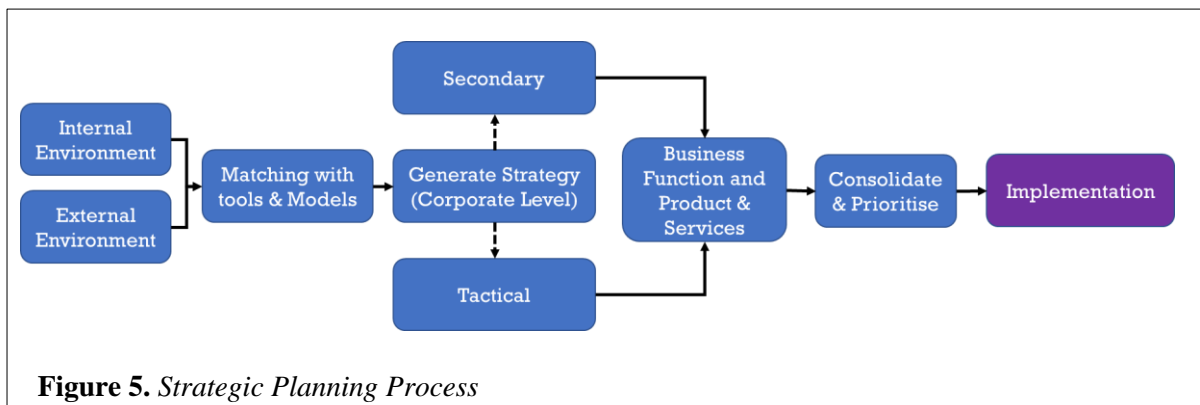 Internal
Environment
External
Environment
Matching with
tools & Models
Secondary
Generate Strategy
(Corporate Level)
Tactical
Business
Function and
Product &
Services
Consolidate
& Prioritise
Implementation
Figure 5. Strategic Planning Process